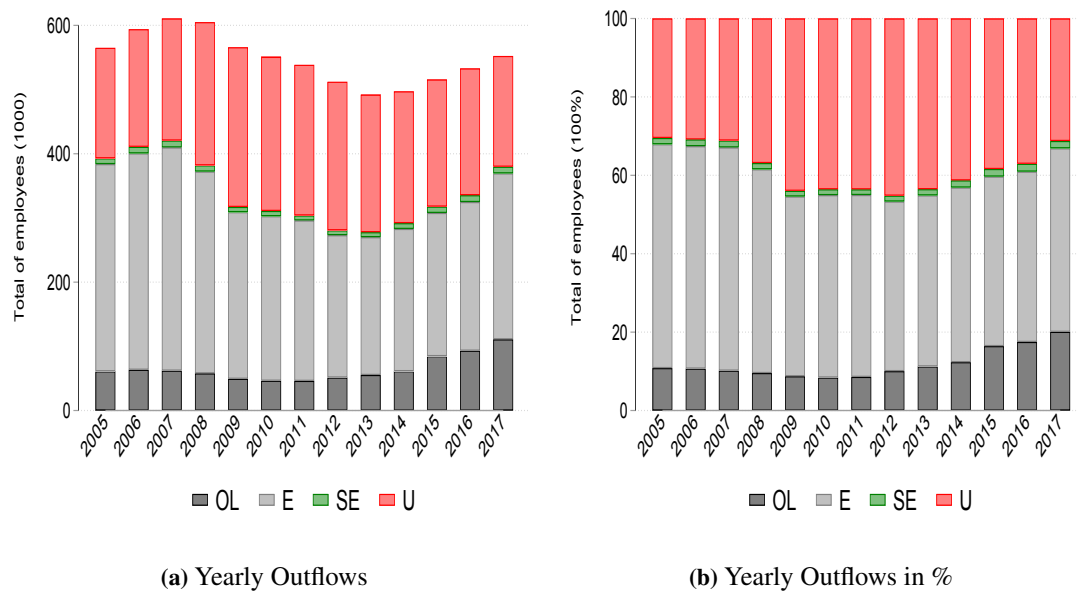 Total of employees (1000)
600
400
200
0
2005 2006 2007 2008 2009 2010 2011 2012 2013 2014 2015 2016 2017
OL E SE U
(a) Yearly Outflows
Total of employees (100%)
100
80
60
40
20
0
2005 2006 2007 2008 2009 2010 2011 2012 2013 2014 2015 2016 2017
OL E SE U
(b) Yearly Outflows in %